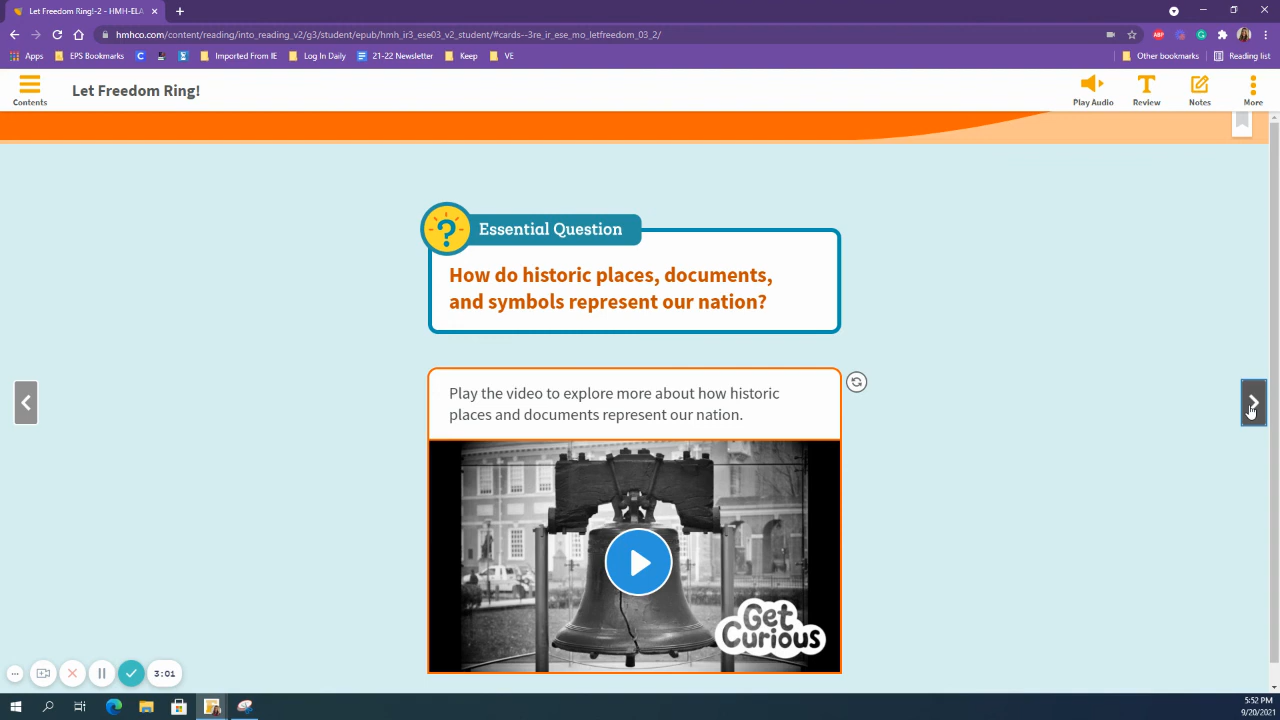 Let Freedom Ring!-2 - HMH-ELA
hmhco.com/content/reading/into_reading_v2/g3/student/epub/hmh_ir3_ese03_v2_student/#cards--3re_ir_ese_mo_letfreedom_03_2/
Apps EPS Bookmarks Imported From IE Log In Daily 21-22 Newsletter Keep VE Other bookmarks Reading list
Contents Let Freedom Ring! Play Audio Review Notes More
Essential Question
How do historic places, documents,
and symbols represent our nation?
Play the video to explore more about how historic
places and documents represent our nation.
Get
Curious
3:01
5:52 PM
9/20/2021